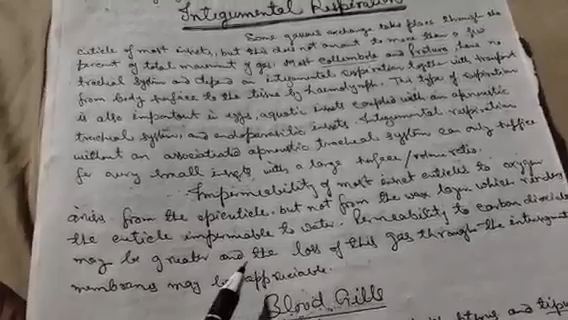 Integumental Respiration
Some gaseous exchange take place through the
cuticle of most insects, but this does not amount to more than a few
percent of total movement of gas. Most collembola and Protura have no
tracheal system and depend on integumental respiration together with transport
from body surface to the tissue by haemolymph. This type of respiration
is also important in eggs, aquatic insects coupled with an apneustic
tracheal system, and endoparasitic insects. Integumental respiration
without an associated apneustic tracheal system can only suffice
for very small insects with a large surface/volume ratio.
Impermeability of most insect cuticles to oxygen
arises from the epicuticle, but not from the wax layer which renders
the cuticle impermeable to water. Permeability to carbon dioxide
may be greater and the loss of this gas through the
membranes may be appreciable.
Blood Gills
and